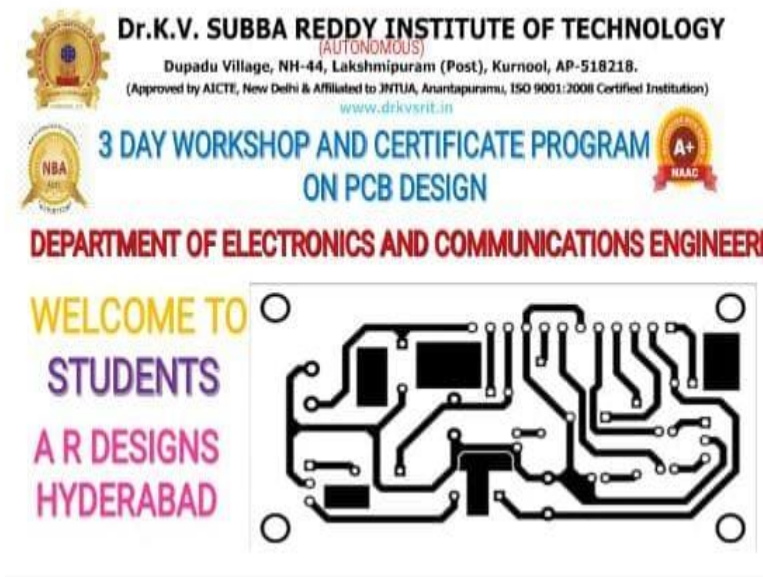 Dr.K.V. SUBBA REDDY INSTITUTE OF TECHNOLOGY
(AUTONOMOUS)
Dupadu Village, NH-44, Lakshmipuram (Post), Kurnool, AP-518218.
(Approved by AICTE, New Delhi & Affiliated to JNTUA, Anantapuramu, ISO 9001:2008 Certified Institution)
www.drkvsrit.in
3 DAY WORKSHOP AND CERTIFICATE PROGRAM
ON PCB DESIGN
NBA
A+
NAAC
DEPARTMENT OF ELECTRONICS AND COMMUNICATIONS ENGINEERI
WELCOME TO
STUDENTS
A R DESIGNS
HYDERABAD